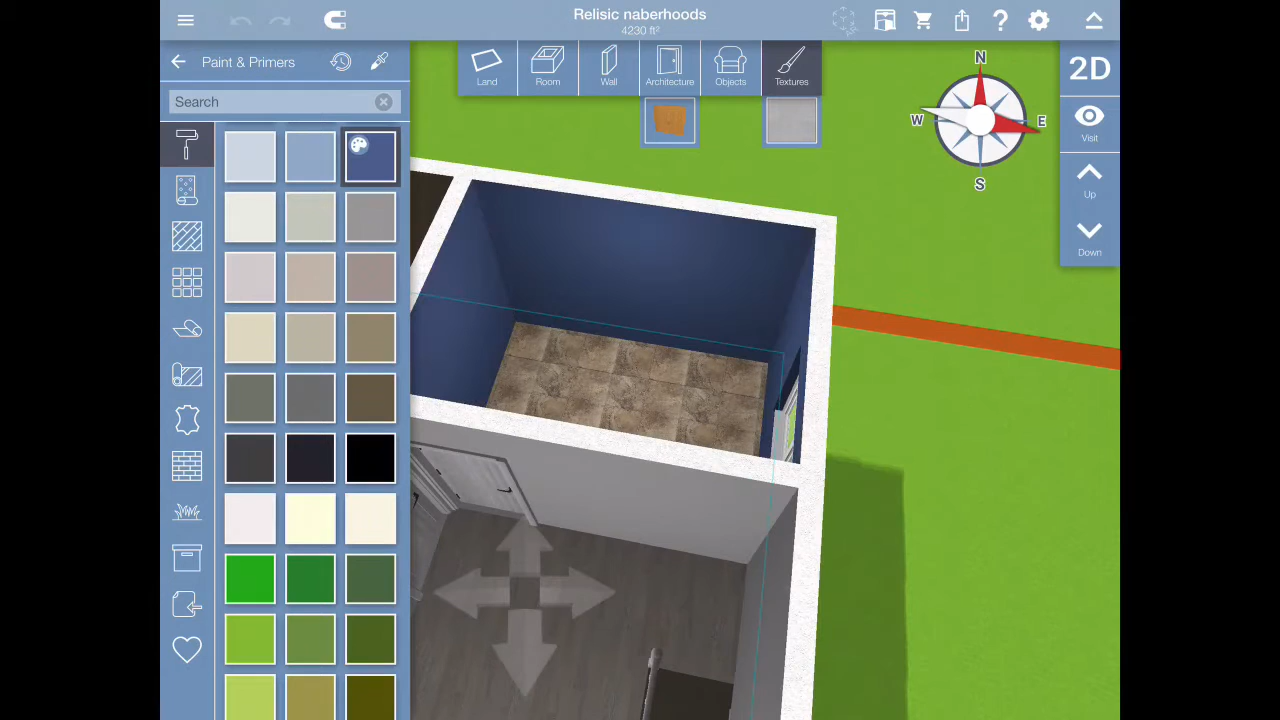 Relisic naberhoods
4230 ft²
Paint & Primers
Search
Land
Room
Wall
Architecture
Objects
Textures
N
W
E
S
2D
Visit
Up
Down